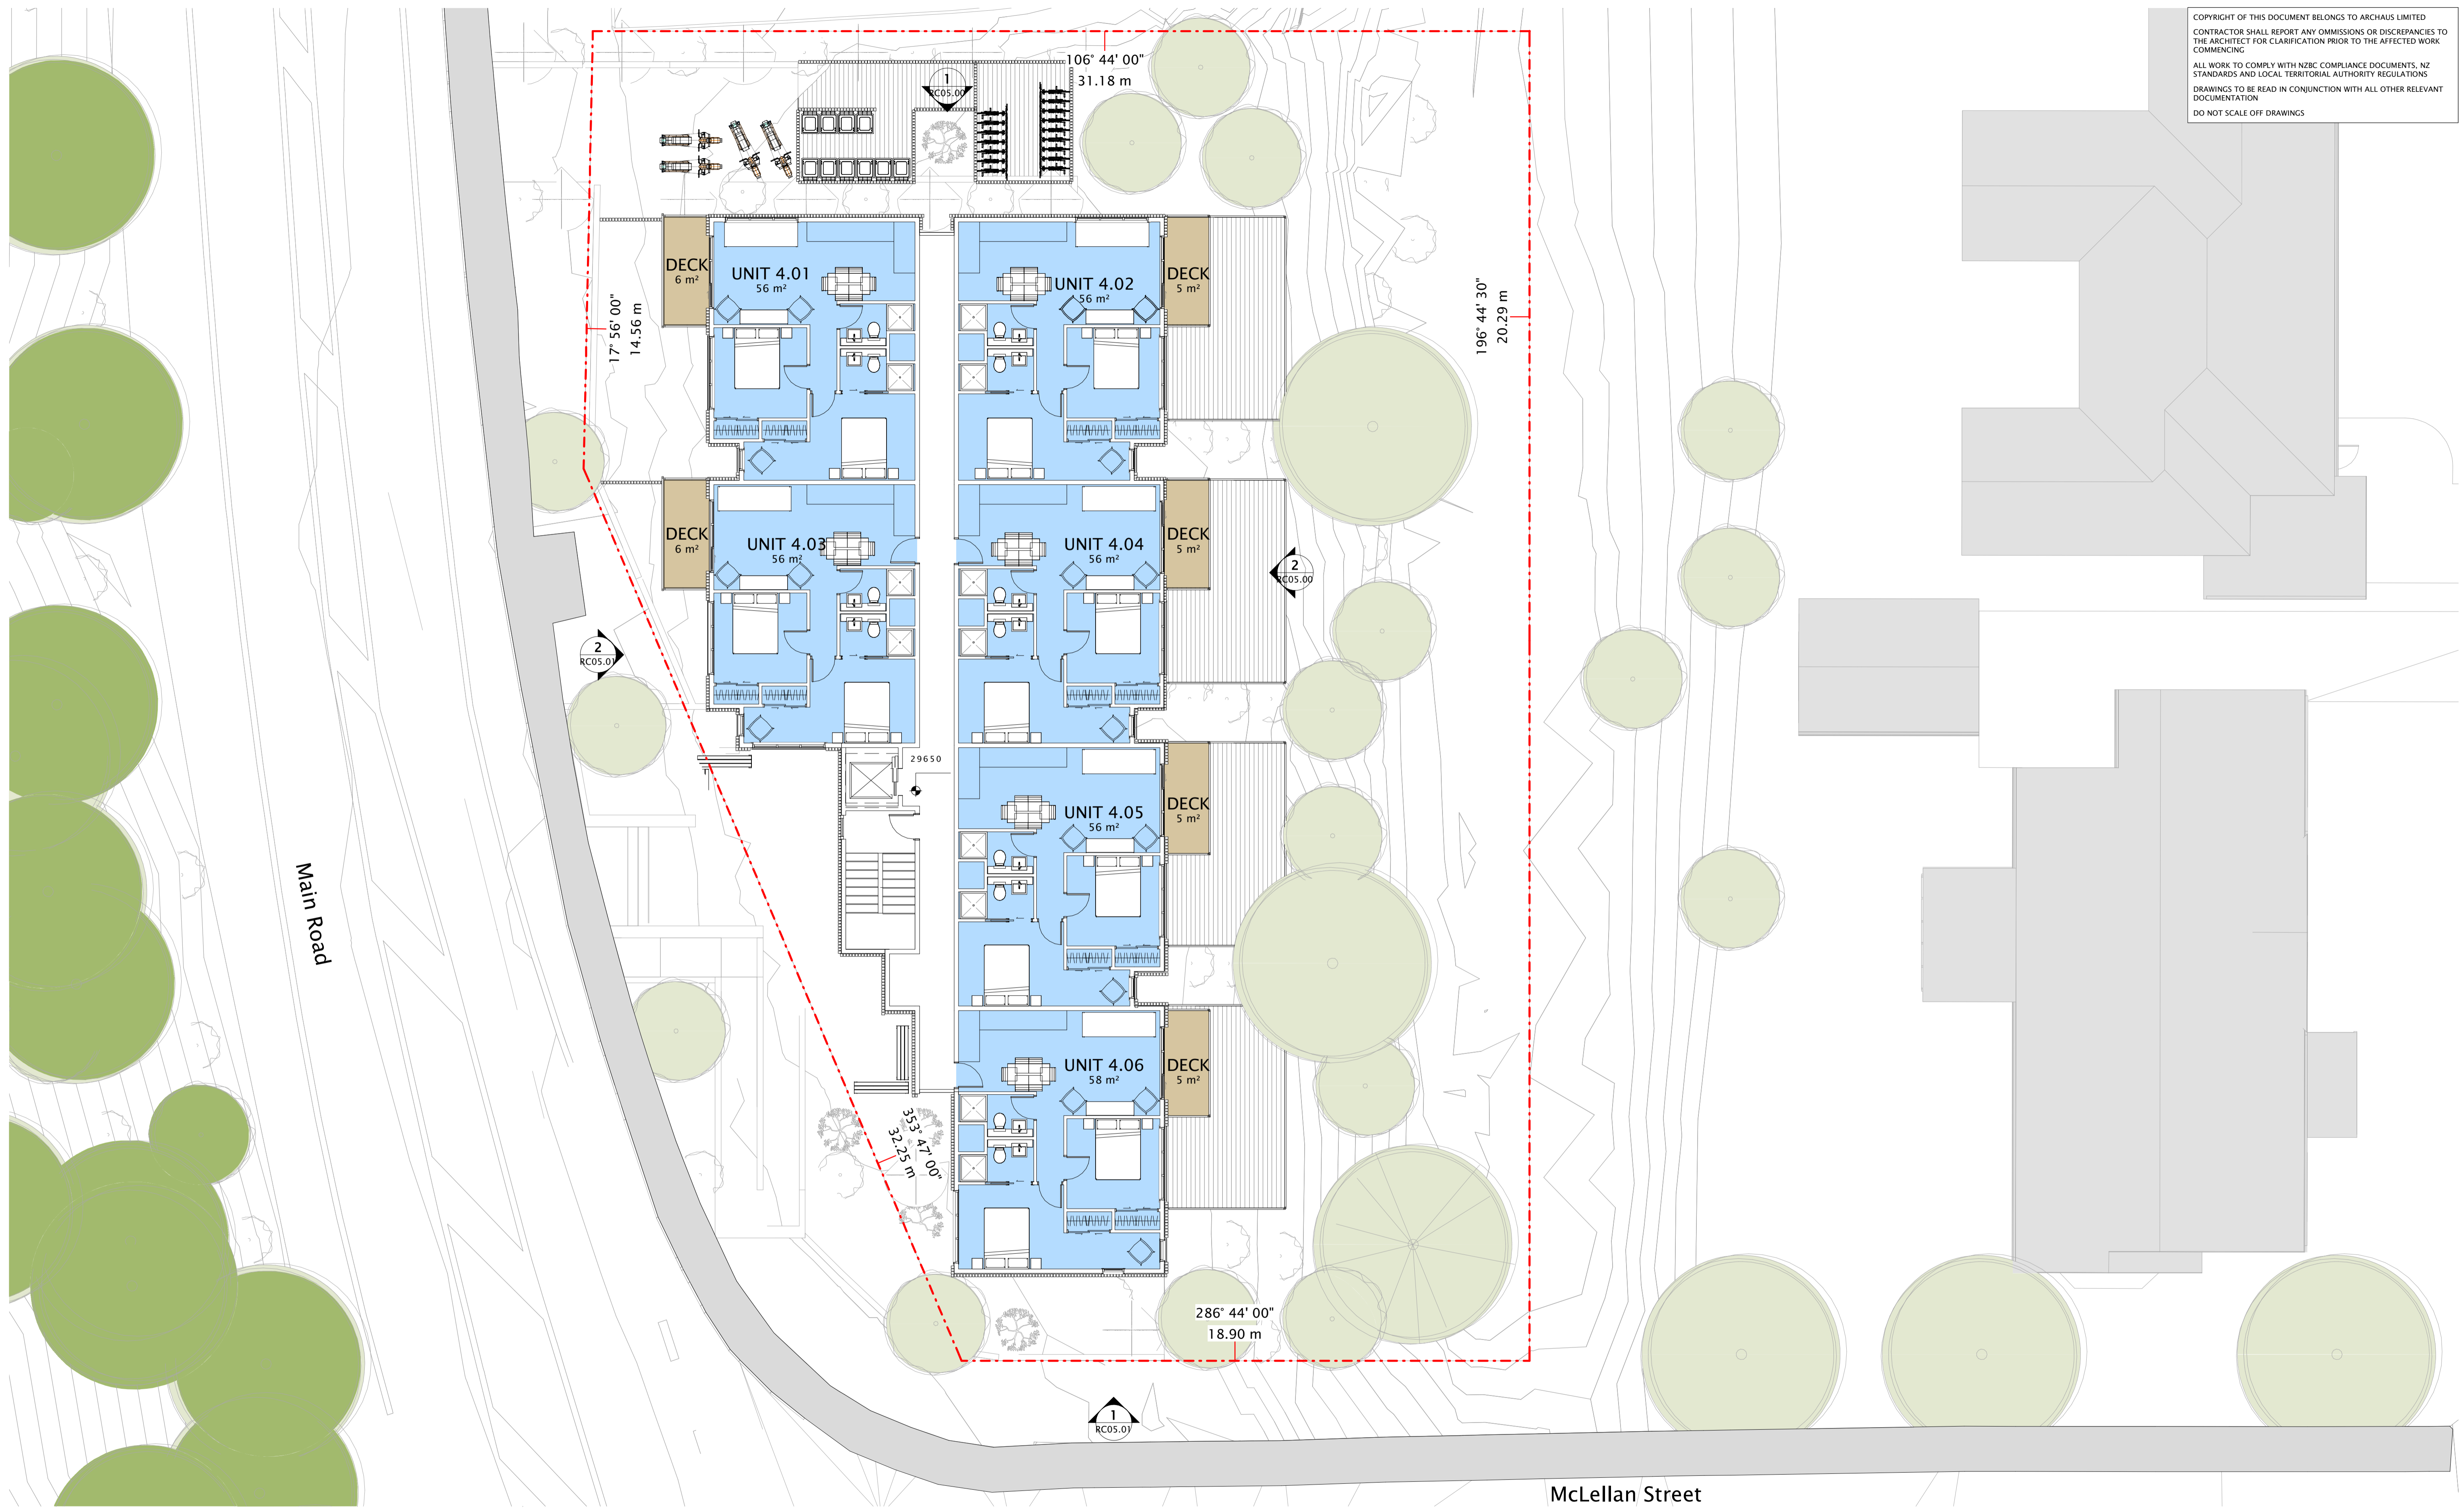 COPYRIGHT OF THIS DOCUMENT BELONGS TO ARCHAUS LIMITED
CONTRACTOR SHALL REPORT ANY OMMISSIONS OR DISCREPANCIES TO
THE ARCHITECT FOR CLARIFICATION PRIOR TO THE AFFECTED WORK
COMMENCING
ALL WORK TO COMPLY WITH NZBC COMPLIANCE DOCUMENTS, NZ
STANDARDS AND LOCAL TERRITORIAL AUTHORITY REGULATIONS
DRAWINGS TO BE READ IN CONJUNCTION WITH ALL OTHER RELEVANT
DOCUMENTATION
DO NOT SCALE OFF DRAWINGS
106° 44' 00"
31.18 m
1
RC05.00
DECK
6 m²
UNIT 4.01
56 m²
UNIT 4.02
56 m²
DECK
5 m²
17° 56' 00"
14.56 m
196° 44' 30"
20.29 m
DECK
6 m²
UNIT 4.03
56 m²
UNIT 4.04
56 m²
DECK
5 m²
2
RC05.00
2
RC05.01
29650
UNIT 4.05
56 m²
DECK
5 m²
Main Road
UNIT 4.06
58 m²
DECK
5 m²
353° 47' 00"
32.25 m
286° 44' 00"
18.90 m
1
RC05.01
McLellan Street